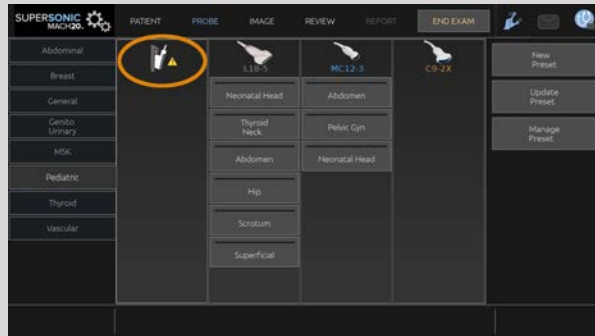 SUPERSONIC
MACH20.
PATIENT
PROBE
IMAGE
REVIEW
REPORT
END EXAM
Abdominal
Breast
General
Genito
Urinary
MSK
Pediatric
Thyroid
Vascular
L18-5
MC12-3
C9-2X
Neonatal Head
Thyroid
Neck
Abdomen
Hip
Scrotum
Superficial
Abdomen
Pelvic Gyn
Neonatal Head
New
Preset
Update
Preset
Manage
Preset